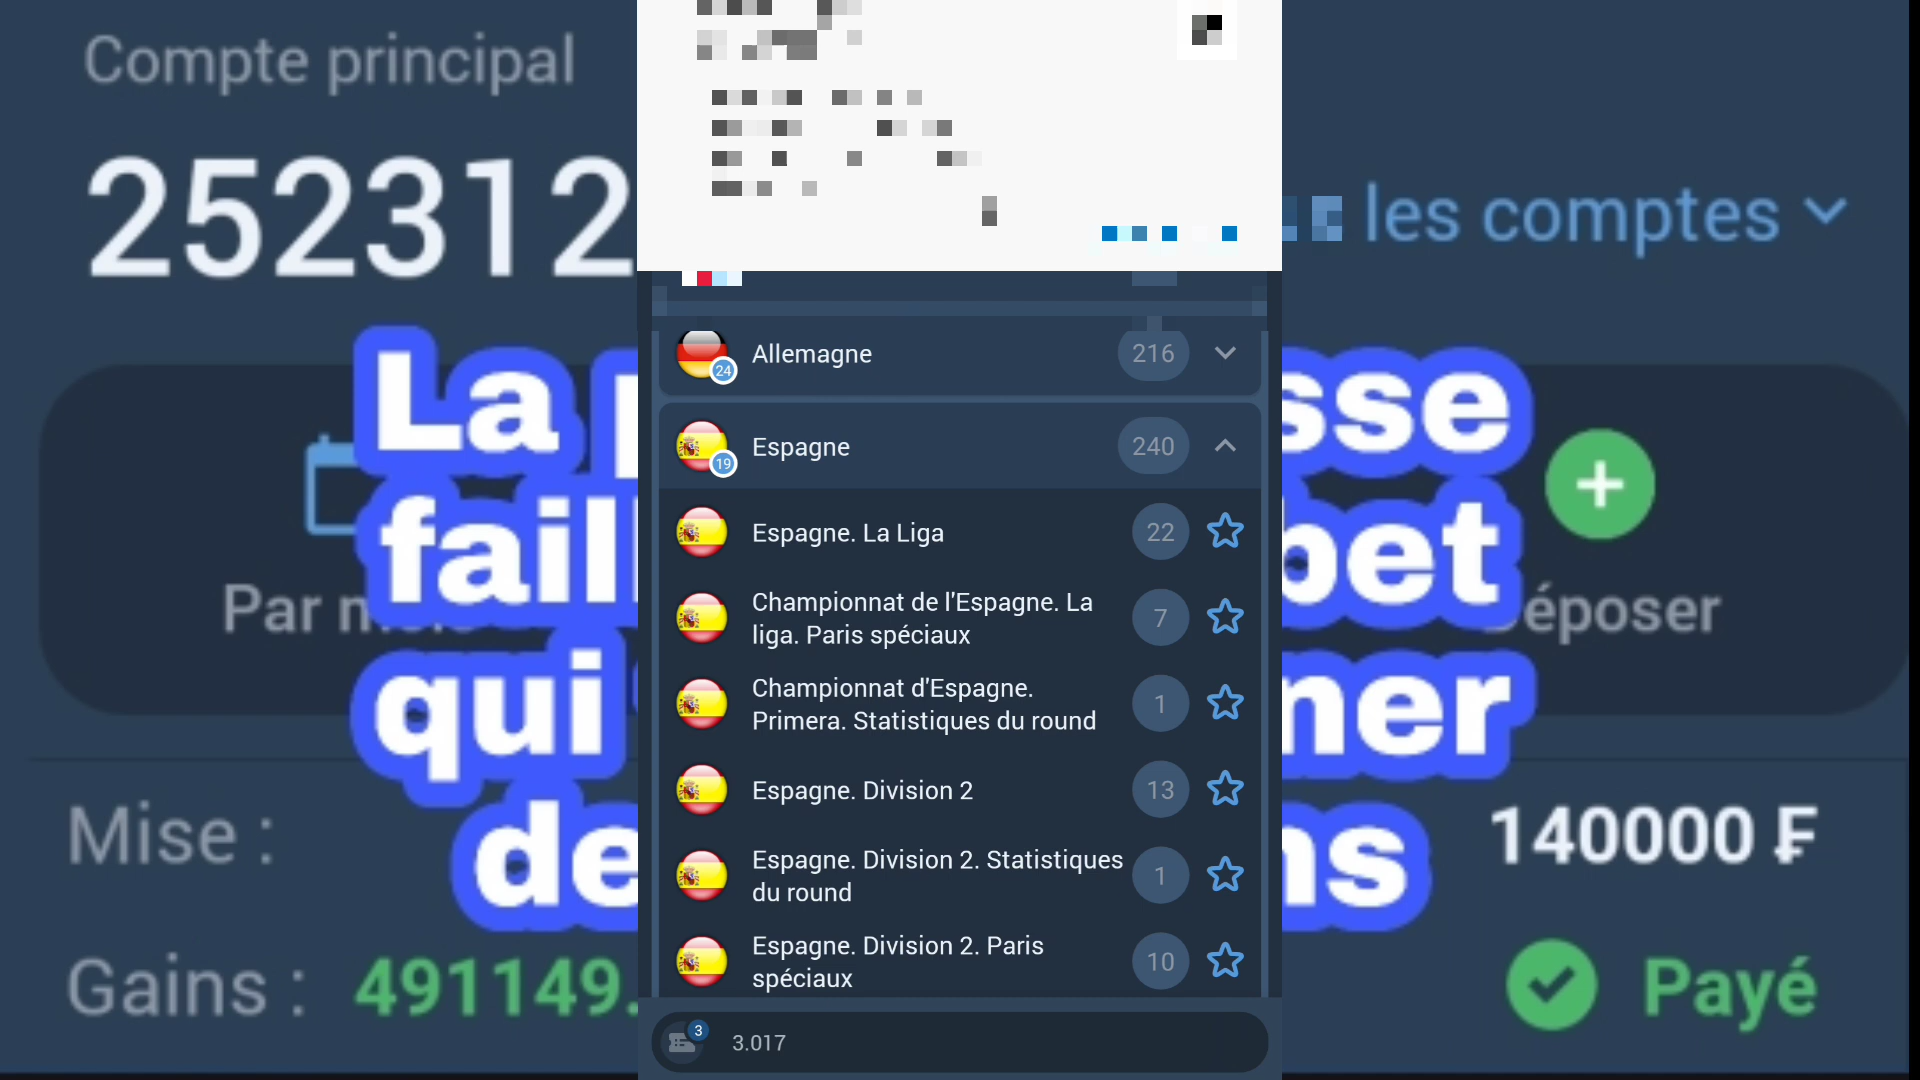 Compte principal
252312
les comptes
La
sse
fail
bet
qui
ner
de
ns
Par m
Déposer
Mise :
140000 ₣
Gains :
491149.
Payé
Allemagne
216
24
Espagne
240
19
Espagne. La Liga
22
Championnat de l'Espagne. La
liga. Paris spéciaux
7
Championnat d'Espagne.
Primera. Statistiques du round
1
Espagne. Division 2
13
Espagne. Division 2. Statistiques
du round
1
Espagne. Division 2. Paris
spéciaux
10
3
3.017